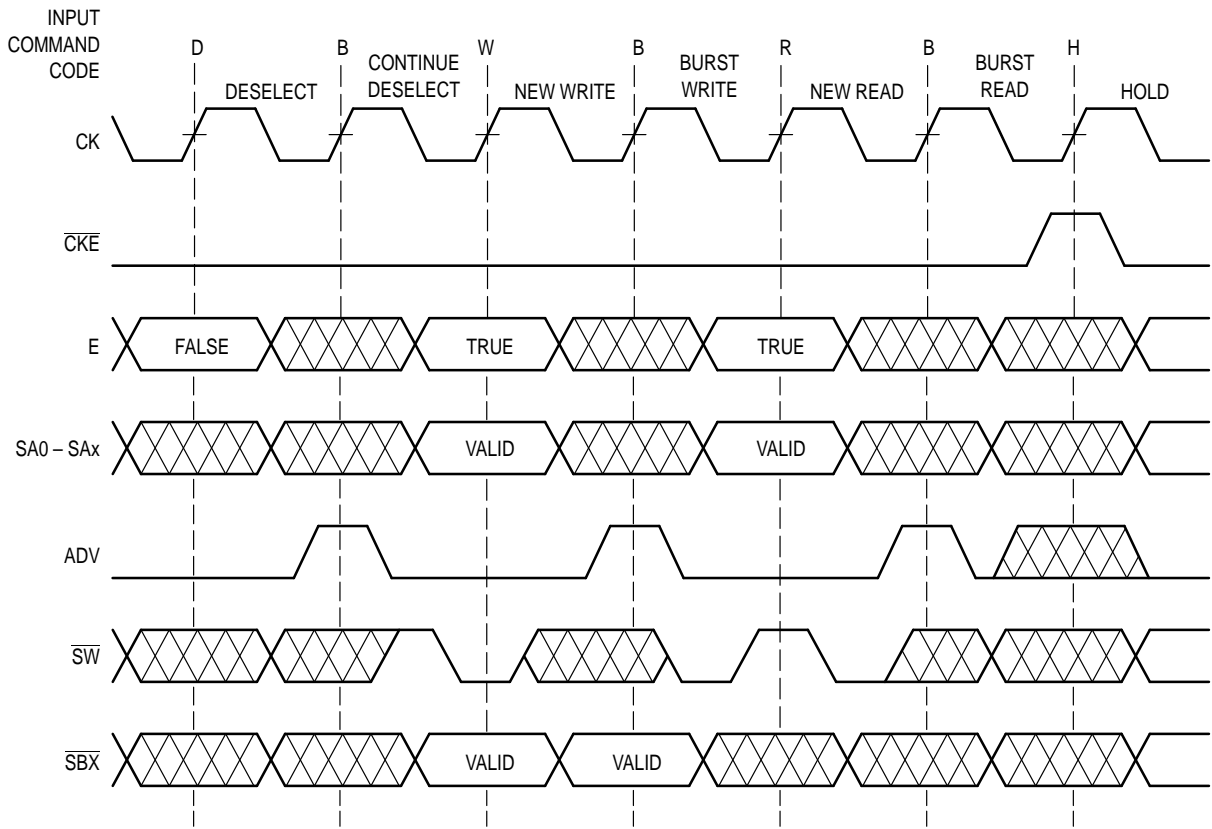 INPUT
COMMAND
CODE
D B W B R B H
DESELECT
CONTINUE
DESELECT
NEW WRITE
BURST
WRITE
NEW READ
BURST
READ
HOLD
CK
CKE
E
FALSE
TRUE
TRUE
SA0 – SAx
VALID
VALID
ADV
SW
SBX
VALID
VALID